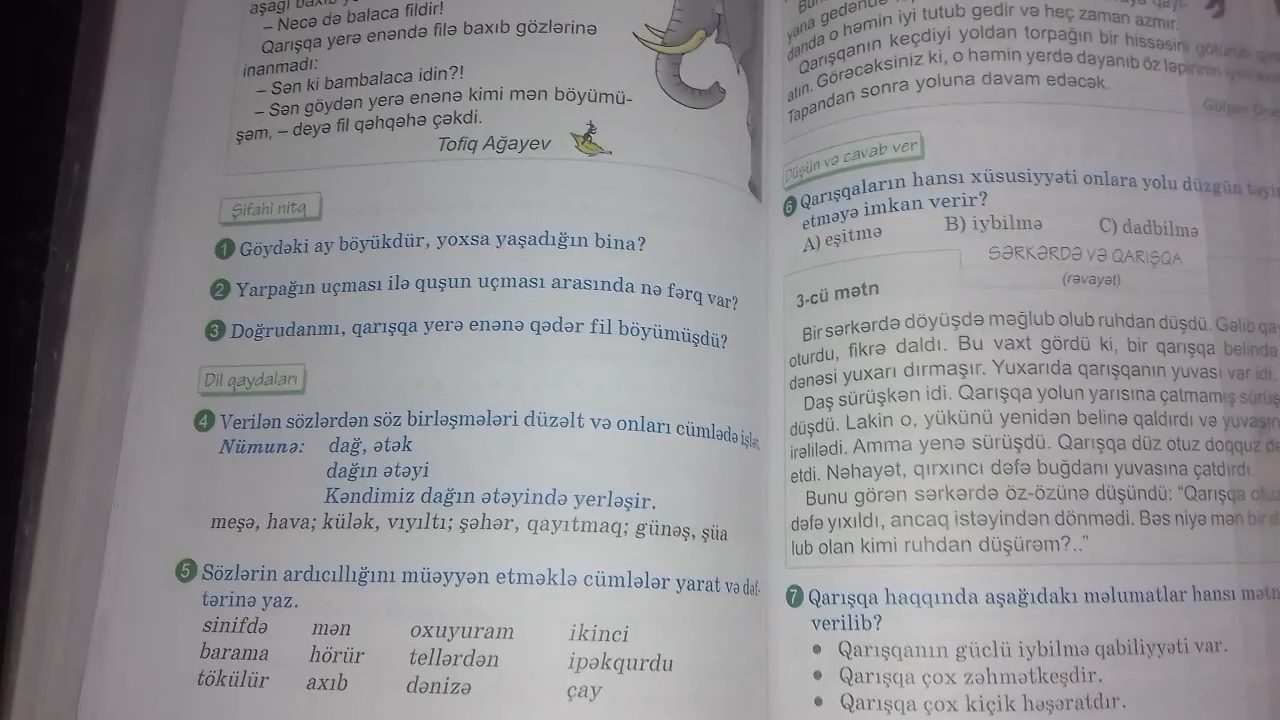 aşağı
– Necə də balaca fildir!
Qarışqa yerə enəndə filə baxıb gözlərinə
inanmadı:
– Sən ki bambalaca idin?!
– Sən göydən yerə enənə kimi mən böyümü-
şəm, – deyə fil qəhqəhə çəkdi.
Tofiq Ağayev
Şifahi nitq
1 Göydəki ay böyükdür, yoxsa yaşadığın bina?
2 Yarpağın uçması ilə quşun uçması arasında nə fərq var?
3 Doğrudanmı, qarışqa yerə enənə qədər fil böyümüşdü?
Dil qaydaları
4 Verilən sözlərdən söz birləşmələri düzəlt və onları cümlədə işlət.
Nümunə: dağ, ətək
dağın ətəyi
Kəndimiz dağın ətəyində yerləşir.
meşə, hava; külək, vıyıltı; şəhər, qayıtmaq; günəş, şüa
5 Sözlərin ardıcıllığını müəyyən etməklə cümlələr yarat və dəf-
tərinə yaz.
sinifdə mən oxuyuram ikinci
barama hörür tellərdən ipəkqurdu
tökülür axıb dənizə çay
yana gedəndə
danda o həmin iyi tutub gedir və heç zaman azmır.
Qarışqanın keçdiyi yoldan torpağın bir hissəsini
atın. Görəcəksiniz ki, o həmin yerdə dayanıb öz ləpirinin
Tapandan sonra yoluna davam edəcək.
Düşün və cavab ver
6 Qarışqaların hansı xüsusiyyəti onlara yolu düzgün
etməyə imkan verir?
A) eşitmə B) iybilmə C) dadbilmə
SƏRKƏRDƏ VƏ QARIŞQA
(rəvayət)
3-cü mətn
Bir sərkərdə döyüşdə məğlub olub ruhdan düşdü. Gəlib
oturdu, fikrə daldı. Bu vaxt gördü ki, bir qarışqa belində
dənəsi yuxarı dırmaşır. Yuxarıda qarışqanın yuvası var idi.
Daş sürüşkən idi. Qarışqa yolun yarısına çatmamış
düşdü. Lakin o, yükünü yenidən belinə qaldırdı və
irəlilədi. Amma yenə sürüşdü. Qarışqa düz otuz doqquz
etdi. Nəhayət, qırxıncı dəfə buğdanı yuvasına çatdırdı.
Bunu görən sərkərdə öz-özünə düşündü: “Qarışqa
dəfə yıxıldı, ancaq istəyindən dönmədi. Bəs niyə mən bir
lub olan kimi ruhdan düşürəm?..”
7 Qarışqa haqqında aşağıdakı məlumatlar hansı
verilib?
• Qarışqanın güclü iybilmə qabiliyyəti var.
• Qarışqa çox zəhmətkeşdir.
• Qarışqa çox kiçik həşəratdır.